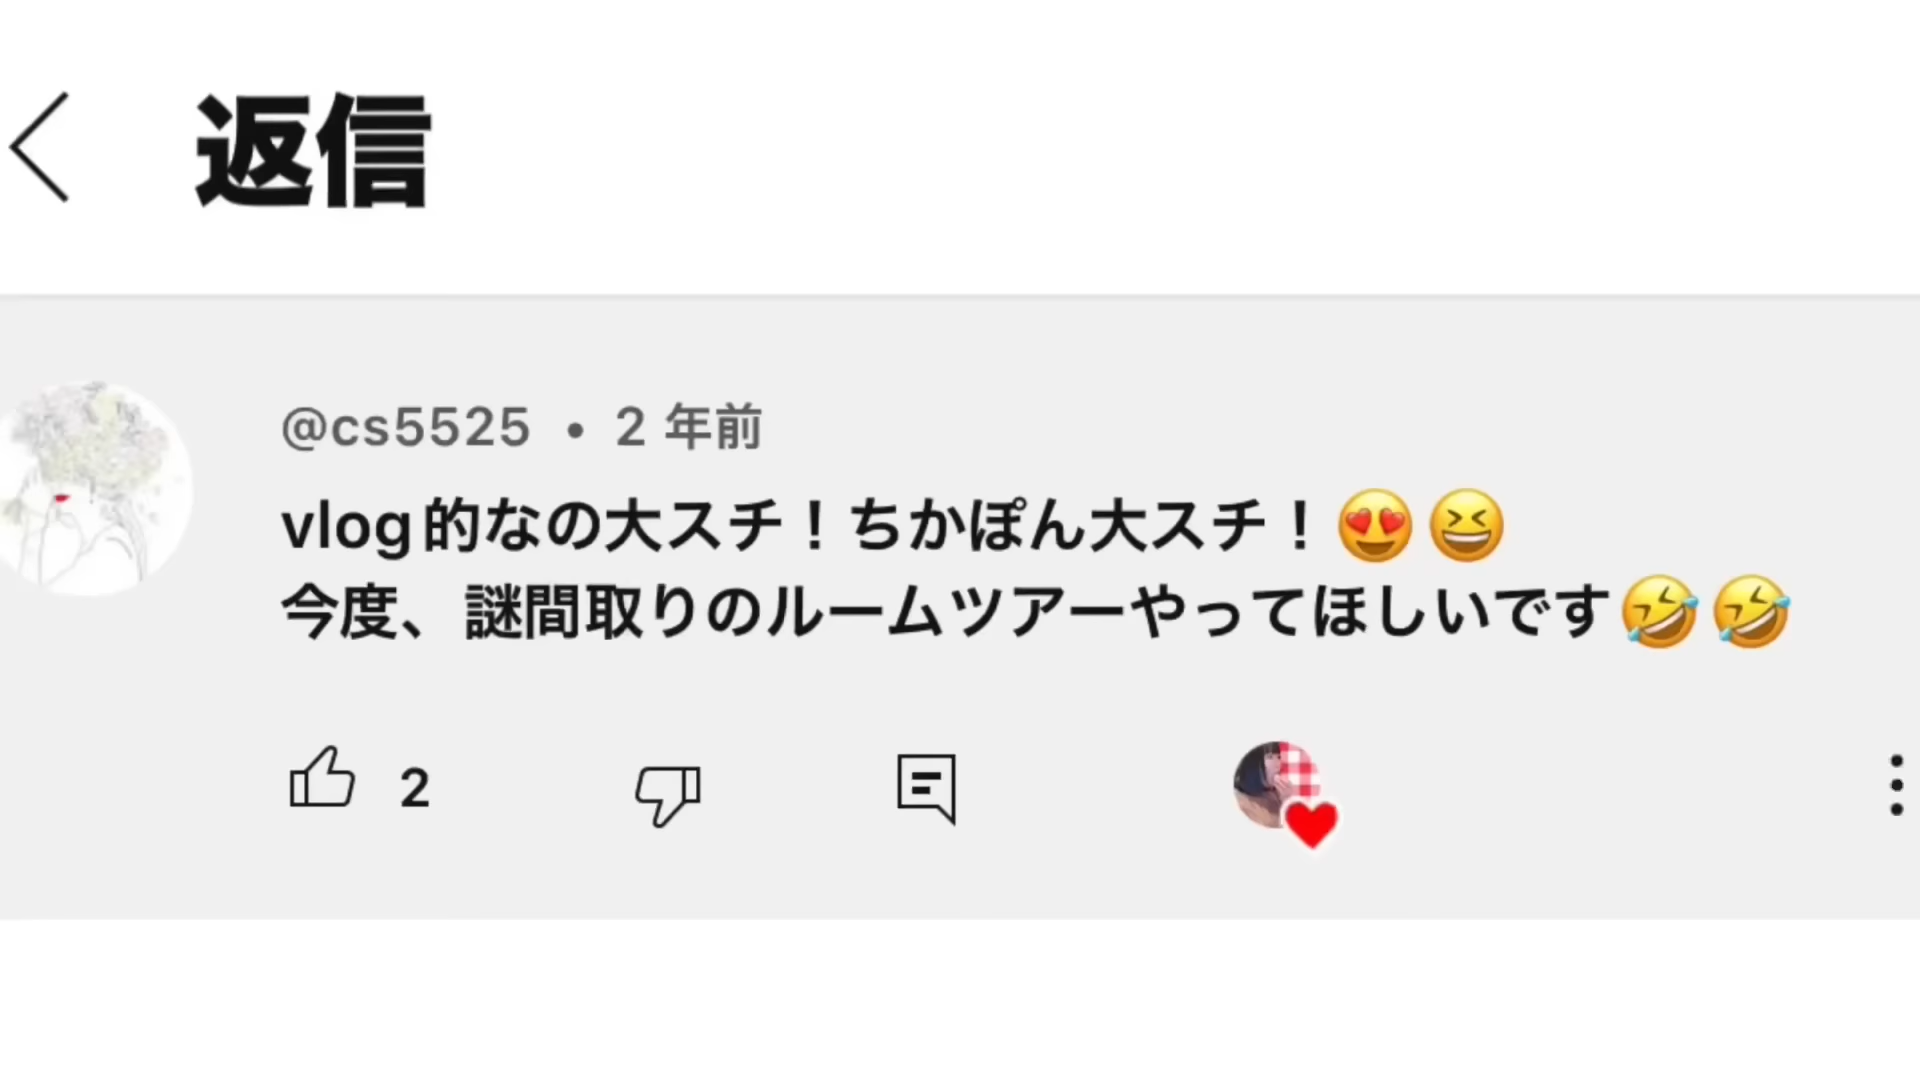 返信
@cs5525 • 2 年前
vlog的なの大スチ！ちかぽん大スチ！😍😆
今度、謎間取りのルームツアーやってほしいです🤣🤣
2